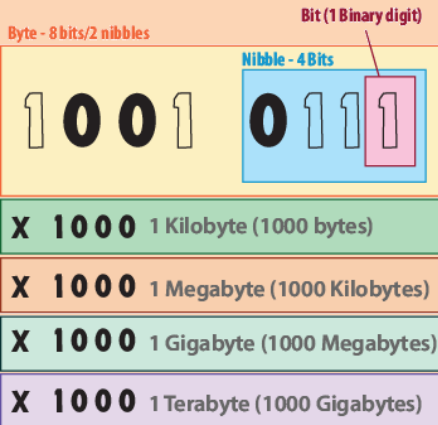 Bit (1 Binary digit)
Byte - 8 bits/2 nibbles
Nibble - 4 Bits
1001 0111
X 1000 1 Kilobyte (1000 bytes)
X 1000 1 Megabyte (1000 Kilobytes)
X 1000 1 Gigabyte (1000 Megabytes)
X 1000 1 Terabyte (1000 Gigabytes)